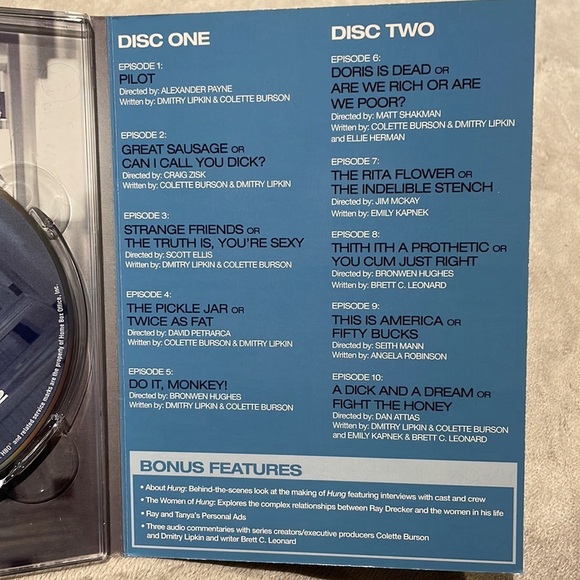 DISC ONE
EPISODE 1:
PILOT
Directed by: ALEXANDER PAYNE
Written by: DMITRY LIPKIN & COLETTE BURSON
EPISODE 2:
GREAT SAUSAGE OR
CAN I CALL YOU DICK?
Directed by: CRAIG ZISK
Written by: COLETTE BURSON & DMITRY LIPKIN
EPISODE 3:
STRANGE FRIENDS OR
THE TRUTH IS, YOU'RE SEXY
Directed by: SCOTT ELLIS
Written by: DMITRY LIPKIN & COLETTE BURSON
EPISODE 4:
THE PICKLE JAR OR
TWICE AS FAT
Directed by: DAVID PETRARCA
Written by: COLETTE BURSON & DMITRY LIPKIN
EPISODE 5:
DO IT, MONKEY!
Directed by: BRONWEN HUGHES
Written by: DMITRY LIPKIN & COLETTE BURSON
DISC TWO
EPISODE 6:
DORIS IS DEAD OR
ARE WE RICH OR ARE
WE POOR?
Directed by: MATT SHAKMAN
Written by: COLETTE BURSON & DMITRY LIPKIN
and ELLIE HERMAN
EPISODE 7:
THE RITA FLOWER OR
THE INDELIBLE STENCH
Directed by: JIM MCKAY
Written by: EMILY KAPNEK
EPISODE 8:
THITH ITH A PROTHETIC OR
YOU CUM JUST RIGHT
Directed by: BRONWEN HUGHES
Written by: BRETT C. LEONARD
EPISODE 9:
THIS IS AMERICA OR
FIFTY BUCKS
Directed by: SEITH MANN
Written by: ANGELA ROBINSON
EPISODE 10:
A DICK AND A DREAM OR
FIGHT THE HONEY
Directed by: DAN ATTIAS
Written by: DMITRY LIPKIN & COLETTE BURSON
and EMILY KAPNEK & BRETT C. LEONARD
BONUS FEATURES
• About Hung: Behind-the-scenes look at the making of Hung featuring interviews with cast and crew
• The Women of Hung: Explores the complex relationships between Ray Drecker and the women in his life
• Ray and Tanya's Personal Ads
• Three audio commentaries with series creators/executive producers Colette Burson
and Dmitry Lipkin and writer Brett C. Leonard
HBO® and related service marks are the property of Home Box Office, Inc.